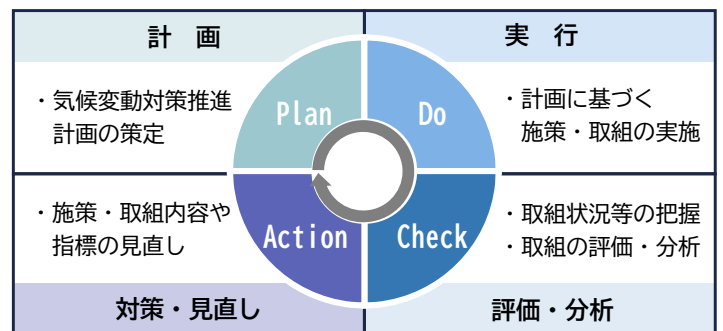 計　画
・気候変動対策推進
計画の策定
Plan
実　行
・計画に基づく
施策・取組の実施
Do
・取組状況等の把握
・取組の評価・分析
Check
評価・分析
・施策・取組内容や
指標の見直し
Action
対策・見直し